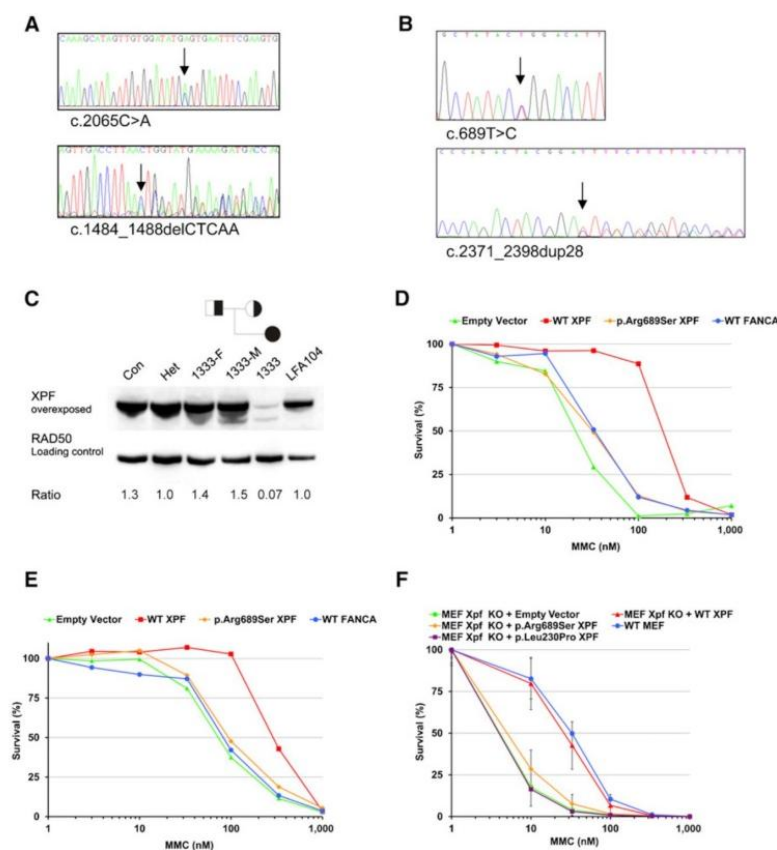 A
CAAAGCATAGTTGTGGATATGAGTGAATTTCGAAGTG
c.2065C>A
AGTTGACCTTAACTGGTATGAAAAGATGACCAG
c.1484_1488delCTCAA
B
GCTATACTGGACATT
c.689T>C
c.2371_2398dup28
C
Con Het 1333-F 1333-M 1333 LFA104
XPF
overexposed
RAD50
Loading control
Ratio 1.3 1.0 1.4 1.5 0.07 1.0
D
Empty Vector WT XPF p.Arg689Ser XPF WT FANCA
Survival (%)
100
75
50
25
0
1 10 100 1,000
MMC (nM)
E
Empty Vector WT XPF p.Arg689Ser XPF WT FANCA
Survival (%)
100
75
50
25
0
1 10 100 1,000
MMC (nM)
F
MEF Xpf KO + Empty Vector MEF Xpf KO + WT XPF
MEF Xpf KO + p.Arg689Ser XPF WT MEF
MEF Xpf KO + p.Leu230Pro XPF
Survival (%)
100
75
50
25
0
1 10 100 1,000
MMC (nM)